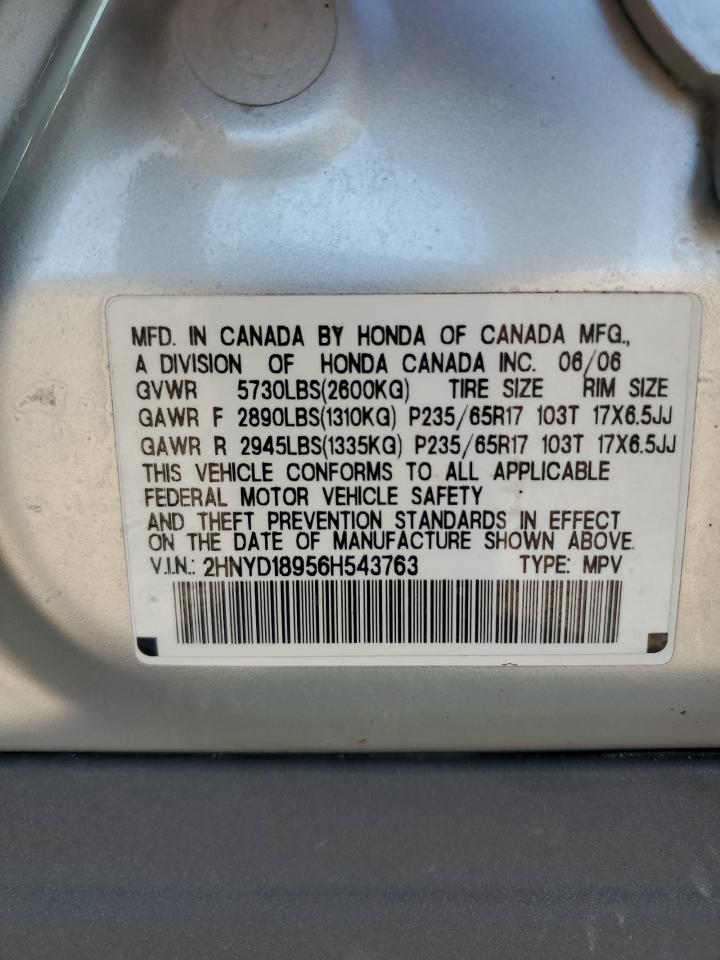 MFD. IN CANADA BY HONDA OF CANADA MFG.,
A DIVISION OF HONDA CANADA INC. 06/06
GVWR 5730LBS(2600KG) TIRE SIZE RIM SIZE
GAWR F 2890LBS(1310KG) P235/65R17 103T 17X6.5JJ
GAWR R 2945LBS(1335KG) P235/65R17 103T 17X6.5JJ
THIS VEHICLE CONFORMS TO ALL APPLICABLE
FEDERAL MOTOR VEHICLE SAFETY
AND THEFT PREVENTION STANDARDS IN EFFECT
ON THE DATE OF MANUFACTURE SHOWN ABOVE.
V.I.N.: 2HNYD18956H543763 TYPE: MPV